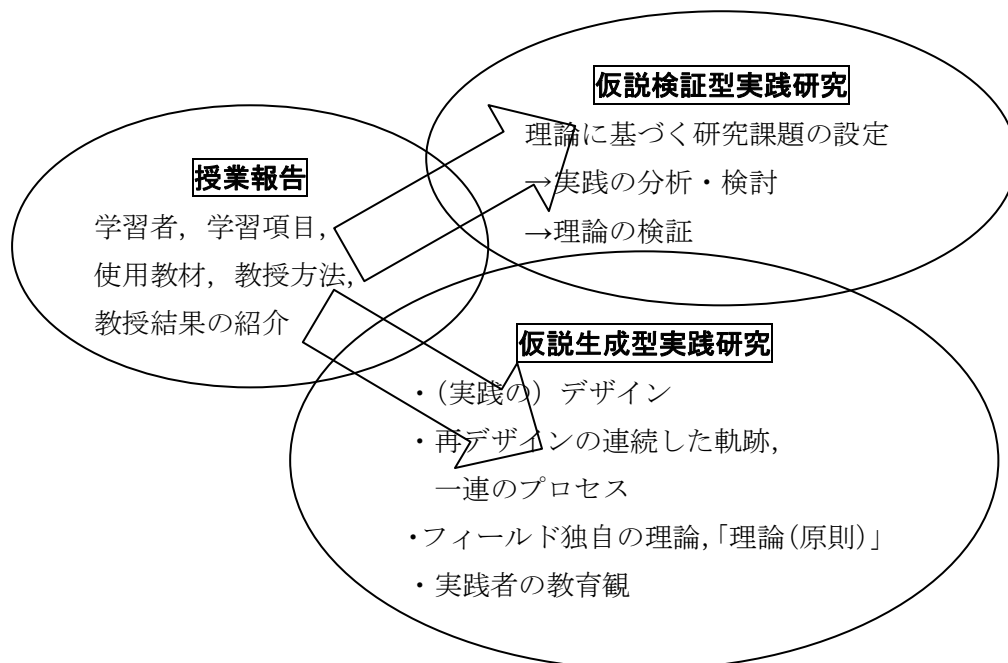 仮説検証型実践研究
理論に基づく研究課題の設定
→実践の分析・検討
→理論の検証
授業報告
学習者，学習項目，
使用教材，教授方法，
教授結果の紹介
仮説生成型実践研究
・（実践の）デザイン
・再デザインの連続した軌跡，
一連のプロセス
・フィールド独自の理論，「理論（原則）」
・実践者の教育観